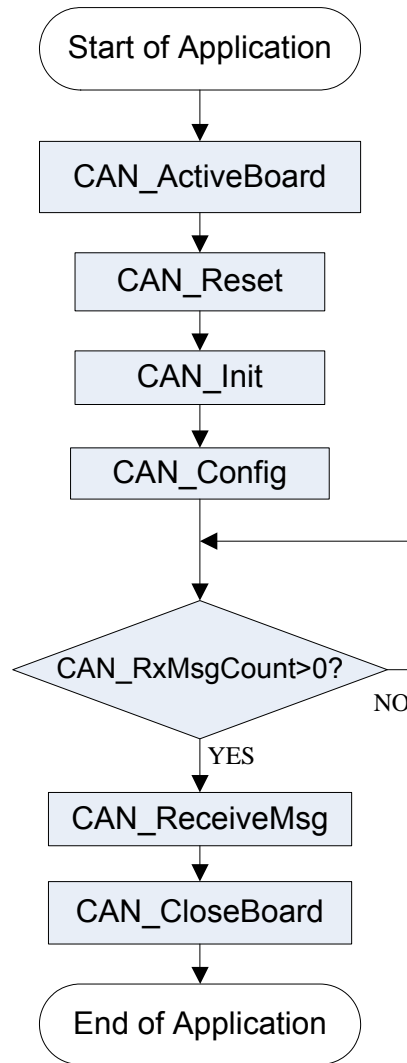 Start of Application
CAN_ActiveBoard
CAN_Reset
CAN_Init
CAN_Config
CAN_RxMsgCount>0?
NO
YES
CAN_ReceiveMsg
CAN_CloseBoard
End of Application